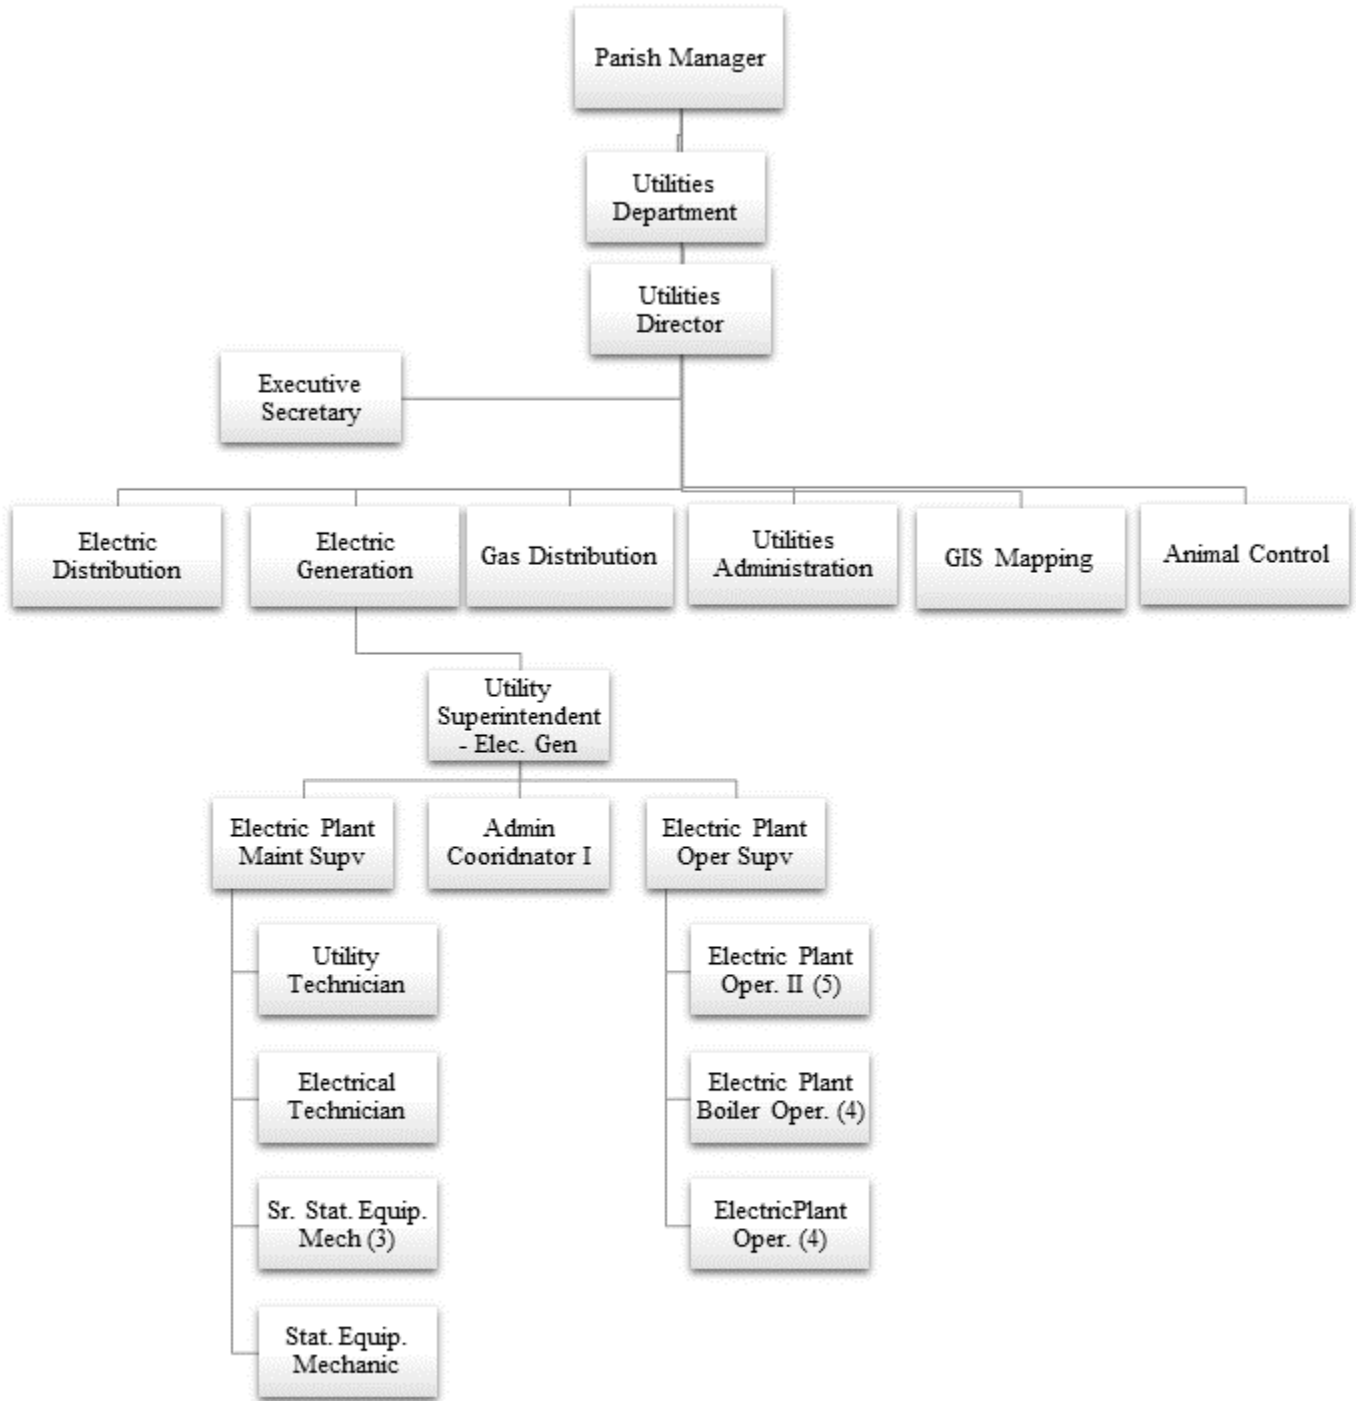 Parish Manager
Utilities
Department
Utilities
Director
Executive
Secretary
Electric
Distribution
Electric
Generation
Gas Distribution
Utilities
Administration
GIS Mapping
Animal Control
Utility
Superintendent
- Elec. Gen
Electric Plant
Maint Supv
Admin
Cooridnator I
Electric Plant
Oper Supv
Utility
Technician
Electrical
Technician
Sr. Stat. Equip.
Mech (3)
Stat. Equip.
Mechanic
Electric Plant
Oper. II (5)
Electric Plant
Boiler Oper. (4)
ElectricPlant
Oper. (4)